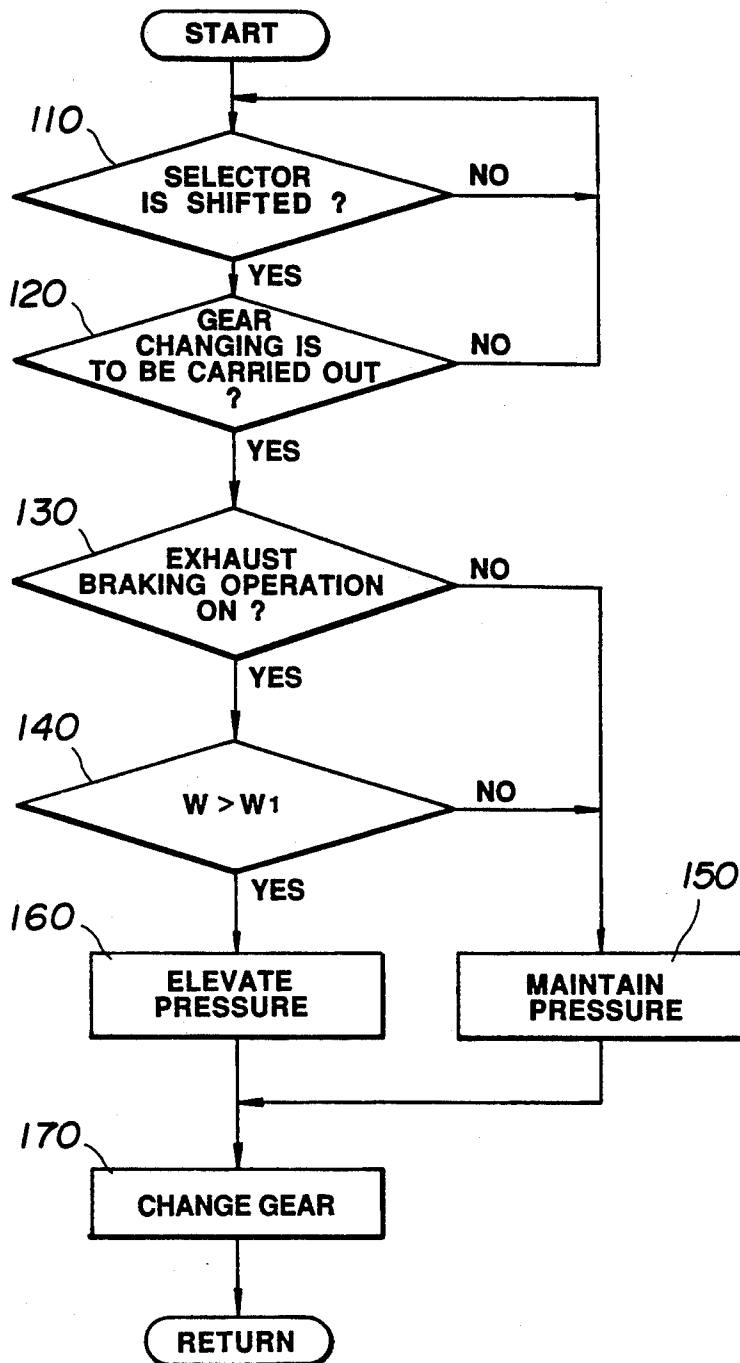 START
110
SELECTOR
IS SHIFTED ?
NO
YES
120
GEAR
CHANGING IS
TO BE CARRIED OUT
?
NO
YES
130
EXHAUST
BRAKING OPERATION
ON ?
NO
YES
140
W > W1
NO
YES
150
160
ELEVATE
PRESSURE
MAINTAIN
PRESSURE
170
CHANGE GEAR
RETURN